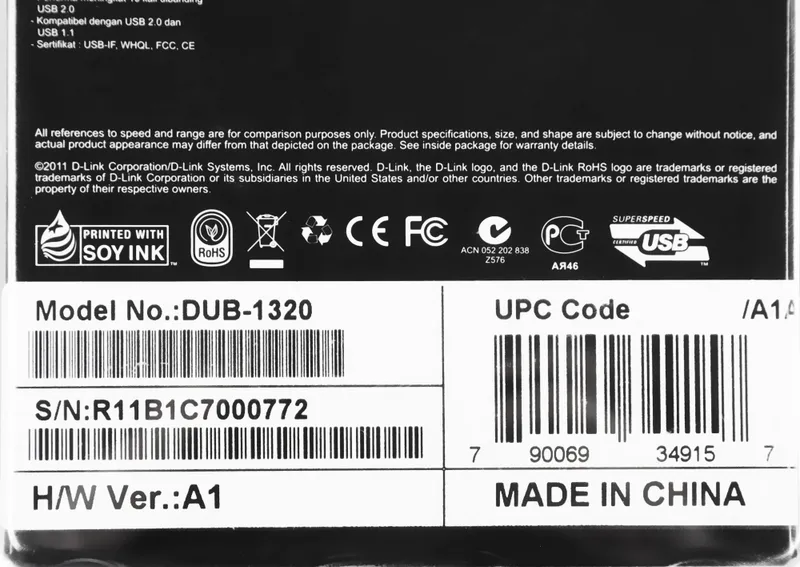 USB 2.0
- Kompatibel dengan USB 2.0 dan
USB 1.1
- Sertifikat : USB-IF, WHQL, FCC, CE
All references to speed and range are for comparison purposes only. Product specifications, size, and shape are subject to change without notice, and
actual product appearance may differ from that depicted on the package. See inside package for warranty details.
©2011 D-Link Corporation/D-Link Systems, Inc. All rights reserved. D-Link, the D-Link logo, and the D-Link RoHS logo are trademarks or registered
trademarks of D-Link Corporation or its subsidiaries in the United States and/or other countries. Other trademarks or registered trademarks are the
property of their respective owners.
PRINTED WITH
SOY INK™
RoHS
CE
FC
ACN 052 202 838
Z576
РСТ
АЯ46
SUPERSPEED
CERTIFIED USB™
Model No.:DUB-1320
UPC Code /A1A
S/N:R11B1C7000772
7 90069 34915 7
H/W Ver.:A1
MADE IN CHINA